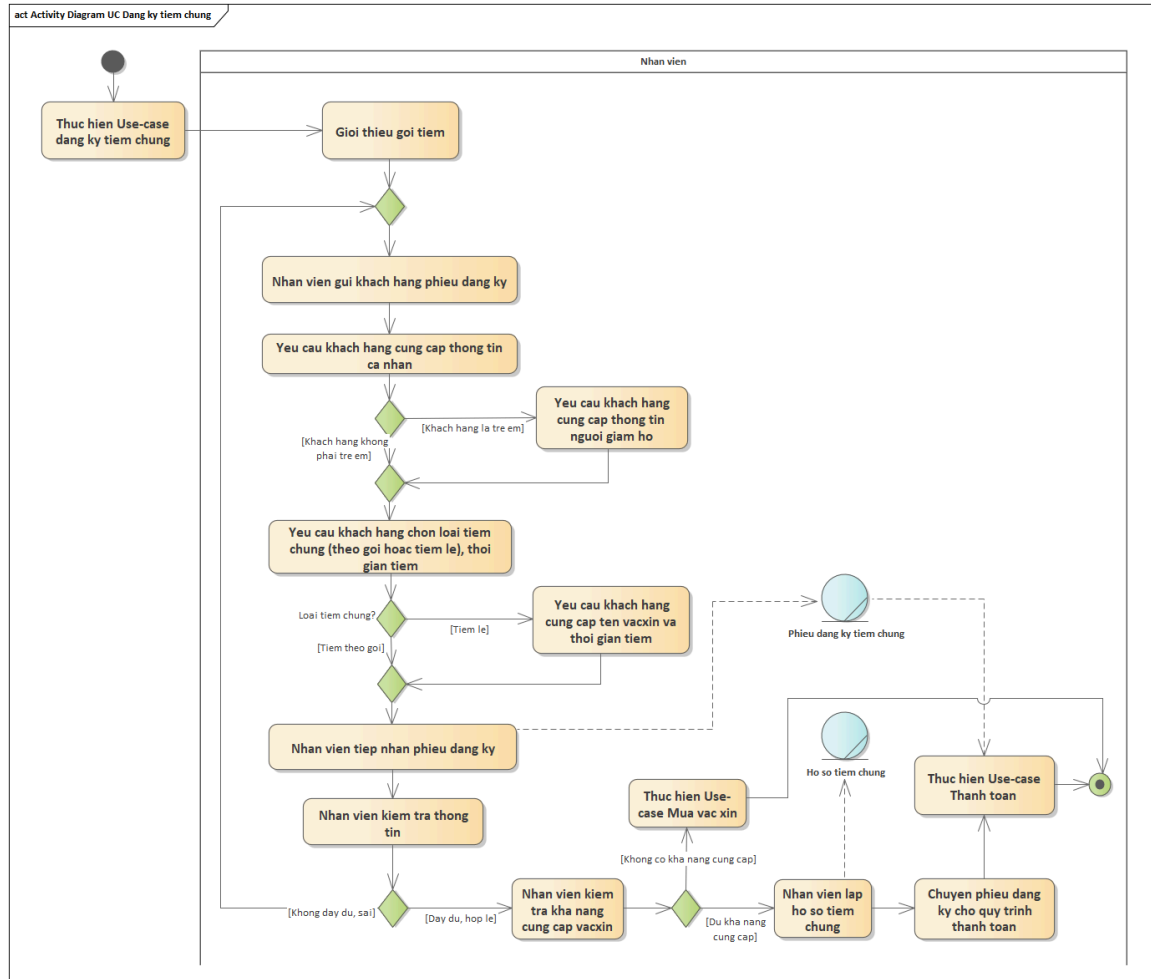 act Activity Diagram UC Dang ky tiem chung
Nhan vien
Thuc hien Use-case
dang ky tiem chung
Gioi thieu goi tiem
Nhan vien gui khach hang phieu dang ky
Yeu cau khach hang cung cap thong tin
ca nhan
Yeu cau khach hang
cung cap thong tin
nguoi giam ho
[Khach hang la tre em]
[Khach hang khong
phai tre em]
Yeu cau khach hang chon loai tiem
chung (theo goi hoac tiem le), thoi
gian tiem
Loai tiem chung?
[Tiem le]
Yeu cau khach hang
cung cap ten vacxin va
thoi gian tiem
[Tiem theo goi]
Phieu dang ky tiem chung
Nhan vien tiep nhan phieu dang ky
Ho so tiem chung
Thuc hien Use-
case Mua vac xin
Thuc hien Use-case
Thanh toan
Nhan vien kiem tra thong
tin
[Khong co kha nang cung cap]
[Khong day du, sai]
[Day du, hop le]
Nhan vien kiem
tra kha nang
cung cap vacxin
[Du kha nang
cung cap]
Nhan vien lap
ho so tiem
chung
Chuyen phieu dang
ky cho quy trinh
thanh toan